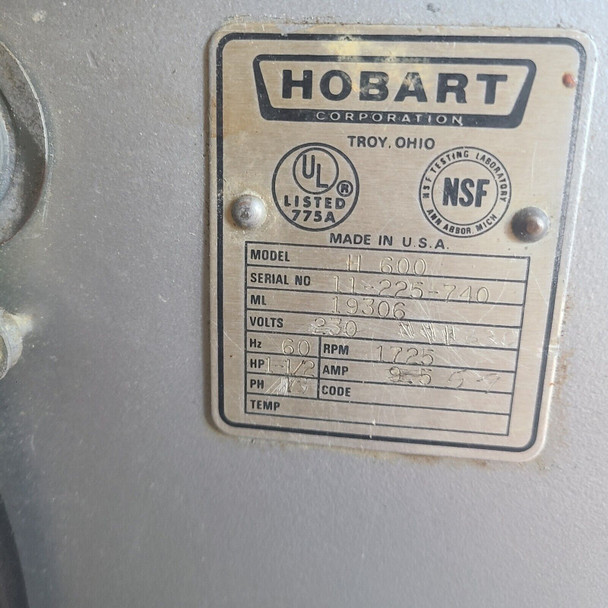 HOBART
CORPORATION
TROY, OHIO
UL ®
LISTED
775A
NSF TESTING LABORATORY
NSF
ANN ARBOR, MICH
MADE IN U.S.A.
MODEL H 600
SERIAL NO 11-225-740
ML 19306
VOLTS 230
Hz 60 RPM 1725
HP 1-1/2 AMP 9.5
PH CODE
TEMP